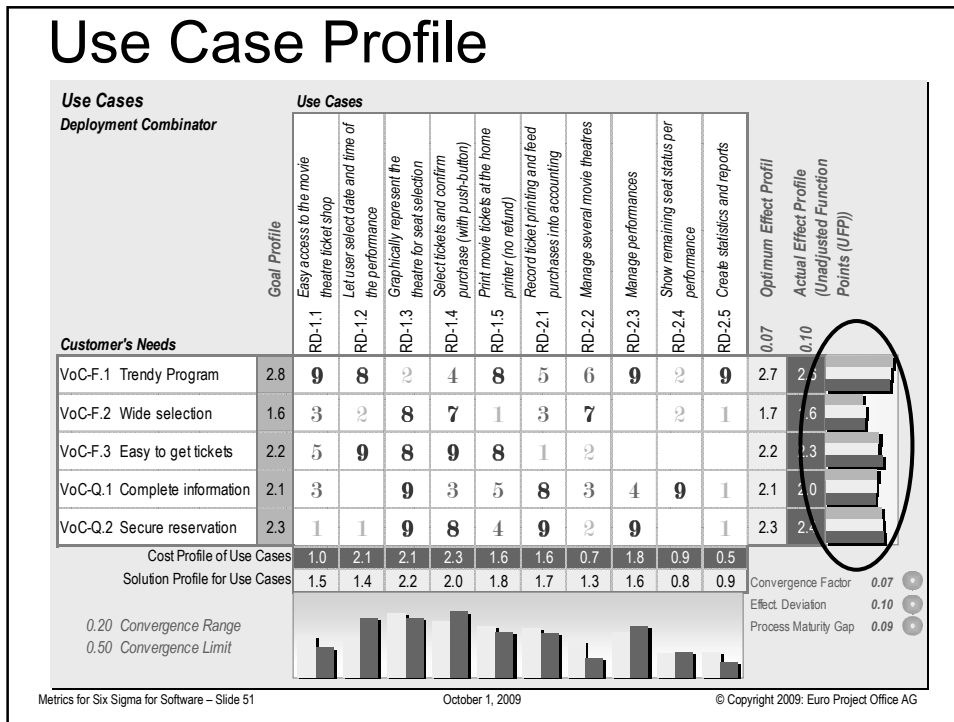 Use Case Profile
Use Cases
Deployment Combinator
Use Cases
Goal Profile
Easy access to the movie
theatre ticket shop
Let user select date and time of
the performance
Graphically represent the
theatre for seat selection
Select tickets and confirm
purchase (with push-button)
Print movie tickets at the home
printer (no refund)
Record ticket printing and feed
purchases into accounting
Manage several movie theatres
Manage performances
Show remaining seat status per
performance
Create statistics and reports
Optimum Effect Profil
Actual Effect Profile
(Unadjusted Function
Points (UFP))
Customer's Needs
RD-1.1 RD-1.2 RD-1.3 RD-1.4 RD-1.5 RD-2.1 RD-2.2 RD-2.3 RD-2.4 RD-2.5 0.07 0.10
VoC-F.1 Trendy Program 2.8 9 8 2 4 8 5 6 9 2 9 2.7
VoC-F.2 Wide selection 1.6 3 2 8 7 1 3 7 2 1 1.7 1.6
VoC-F.3 Easy to get tickets 2.2 5 9 8 9 8 1 2 2.2 2.3
VoC-Q.1 Complete information 2.1 3 9 3 5 8 3 4 9 1 2.1 2.0
VoC-Q.2 Secure reservation 2.3 1 1 9 8 4 9 2 9 1 2.3 2.4
Cost Profile of Use Cases 1.0 2.1 2.1 2.3 1.6 1.6 0.7 1.8 0.9 0.5
Solution Profile for Use Cases 1.5 1.4 2.2 2.0 1.8 1.7 1.3 1.6 0.8 0.9
Convergence Factor 0.07
Effect Deviation 0.10
Process Maturity Gap 0.09
0.20 Convergence Range
0.50 Convergence Limit
Metrics for Six Sigma for Software – Slide 51 October 1, 2009 © Copyright 2009: Euro Project Office AG